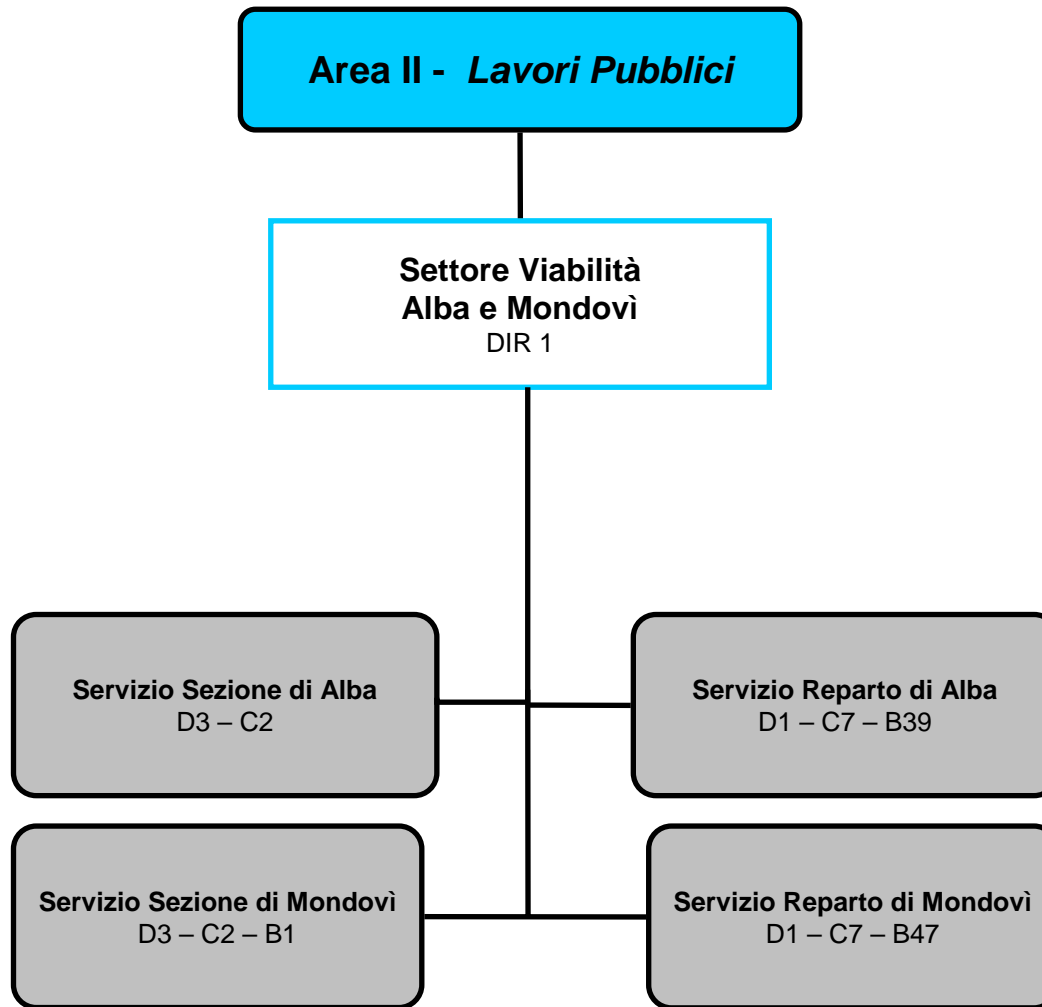 Area II - Lavori Pubblici
Settore Viabilità
Alba e Mondovì
DIR 1
Servizio Sezione di Alba
D3 – C2
Servizio Reparto di Alba
D1 – C7 – B39
Servizio Sezione di Mondovì
D3 – C2 – B1
Servizio Reparto di Mondovì
D1 – C7 – B47